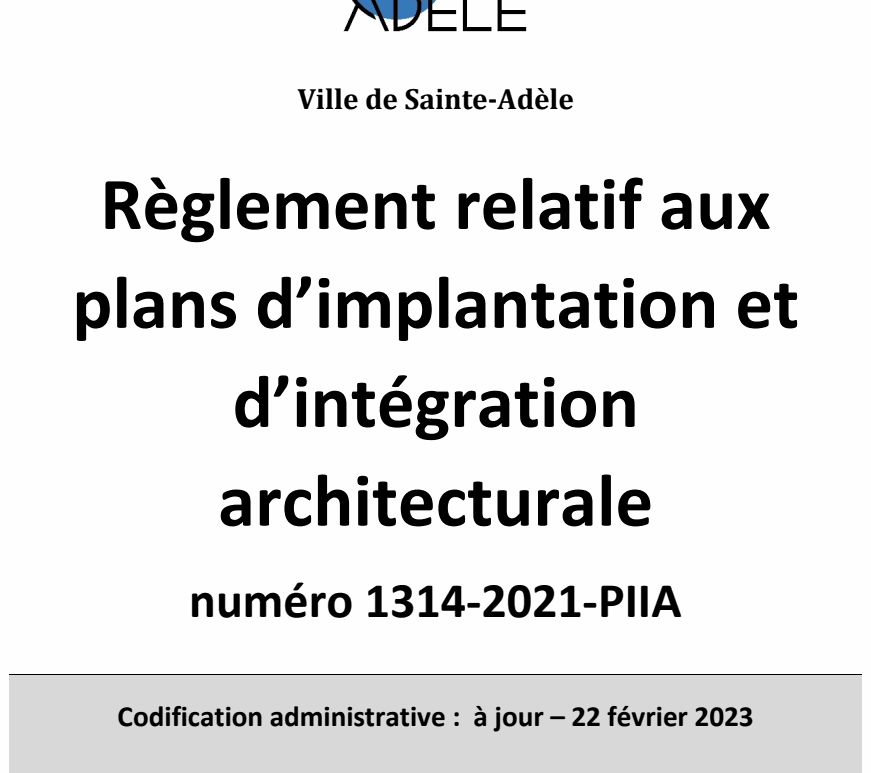 ADÈLE
Ville de Sainte-Adèle
Règlement relatif aux
plans d’implantation et
d’intégration
architecturale
numéro 1314-2021-PIIA
Codification administrative : à jour – 22 février 2023